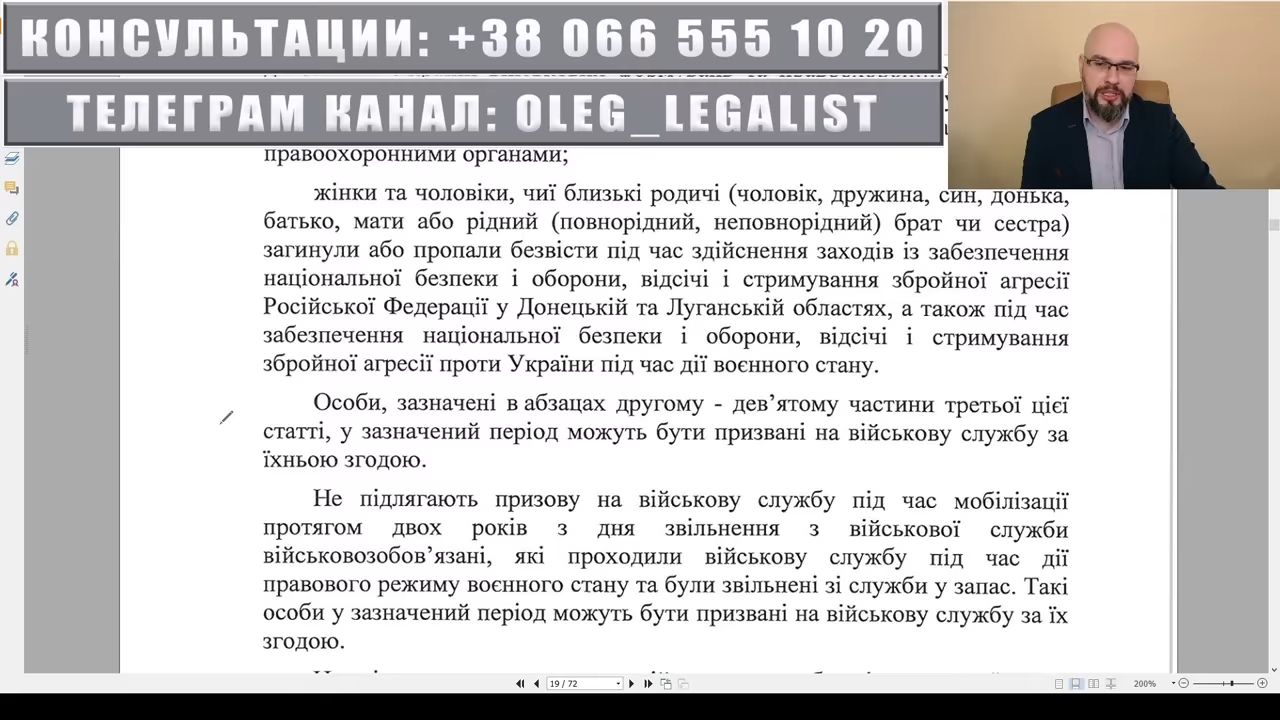 КОНСУЛЬТАЦИИ: +38 066 555 10 20
ТЕЛЕГРАМ КАНАЛ: OLEG_LEGALIST
правоохоронними органами;
жінки та чоловіки, чиї близькі родичі (чоловік, дружина, син, донька,
батько, мати або рідний (повнорідний, неповнорідний) брат чи сестра)
загинули або пропали безвісти під час здійснення заходів із забезпечення
національної безпеки і оборони, відсічі і стримування збройної агресії
Російської Федерації у Донецькій та Луганській областях, а також під час
забезпечення національної безпеки і оборони, відсічі і стримування
збройної агресії проти України під час дії воєнного стану.
Особи, зазначені в абзацах другому - дев’ятому частини третьої цієї
статті, у зазначений період можуть бути призвані на військову службу за
їхньою згодою.
Не підлягають призову на військову службу під час мобілізації
протягом двох років з дня звільнення з військової служби
військовозобов’язані, які проходили військову службу під час дії
правового режиму воєнного стану та були звільнені зі служби у запас. Такі
особи у зазначений період можуть бути призвані на військову службу за їх
згодою.
19 / 72
200%